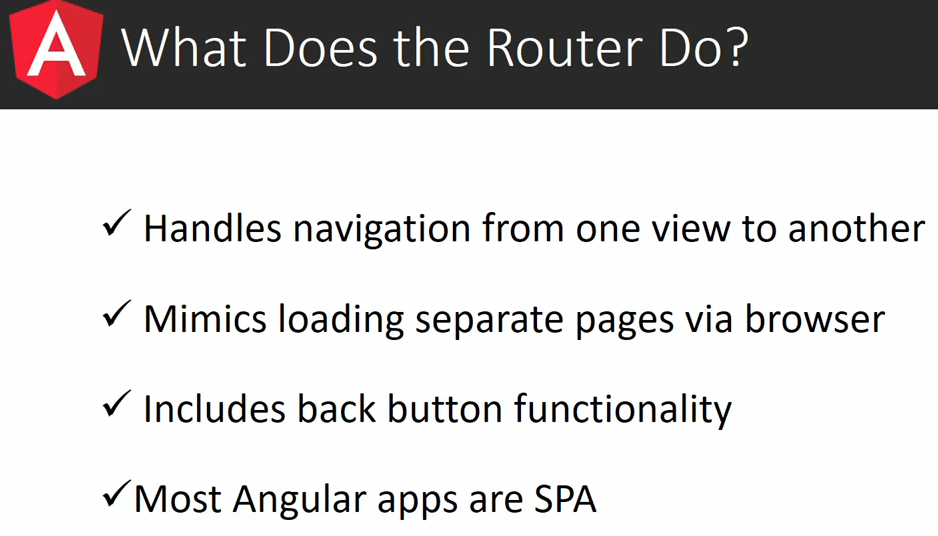 A
What Does the Router Do?
✓ Handles navigation from one view to another
✓ Mimics loading separate pages via browser
✓ Includes back button functionality
✓Most Angular apps are SPA